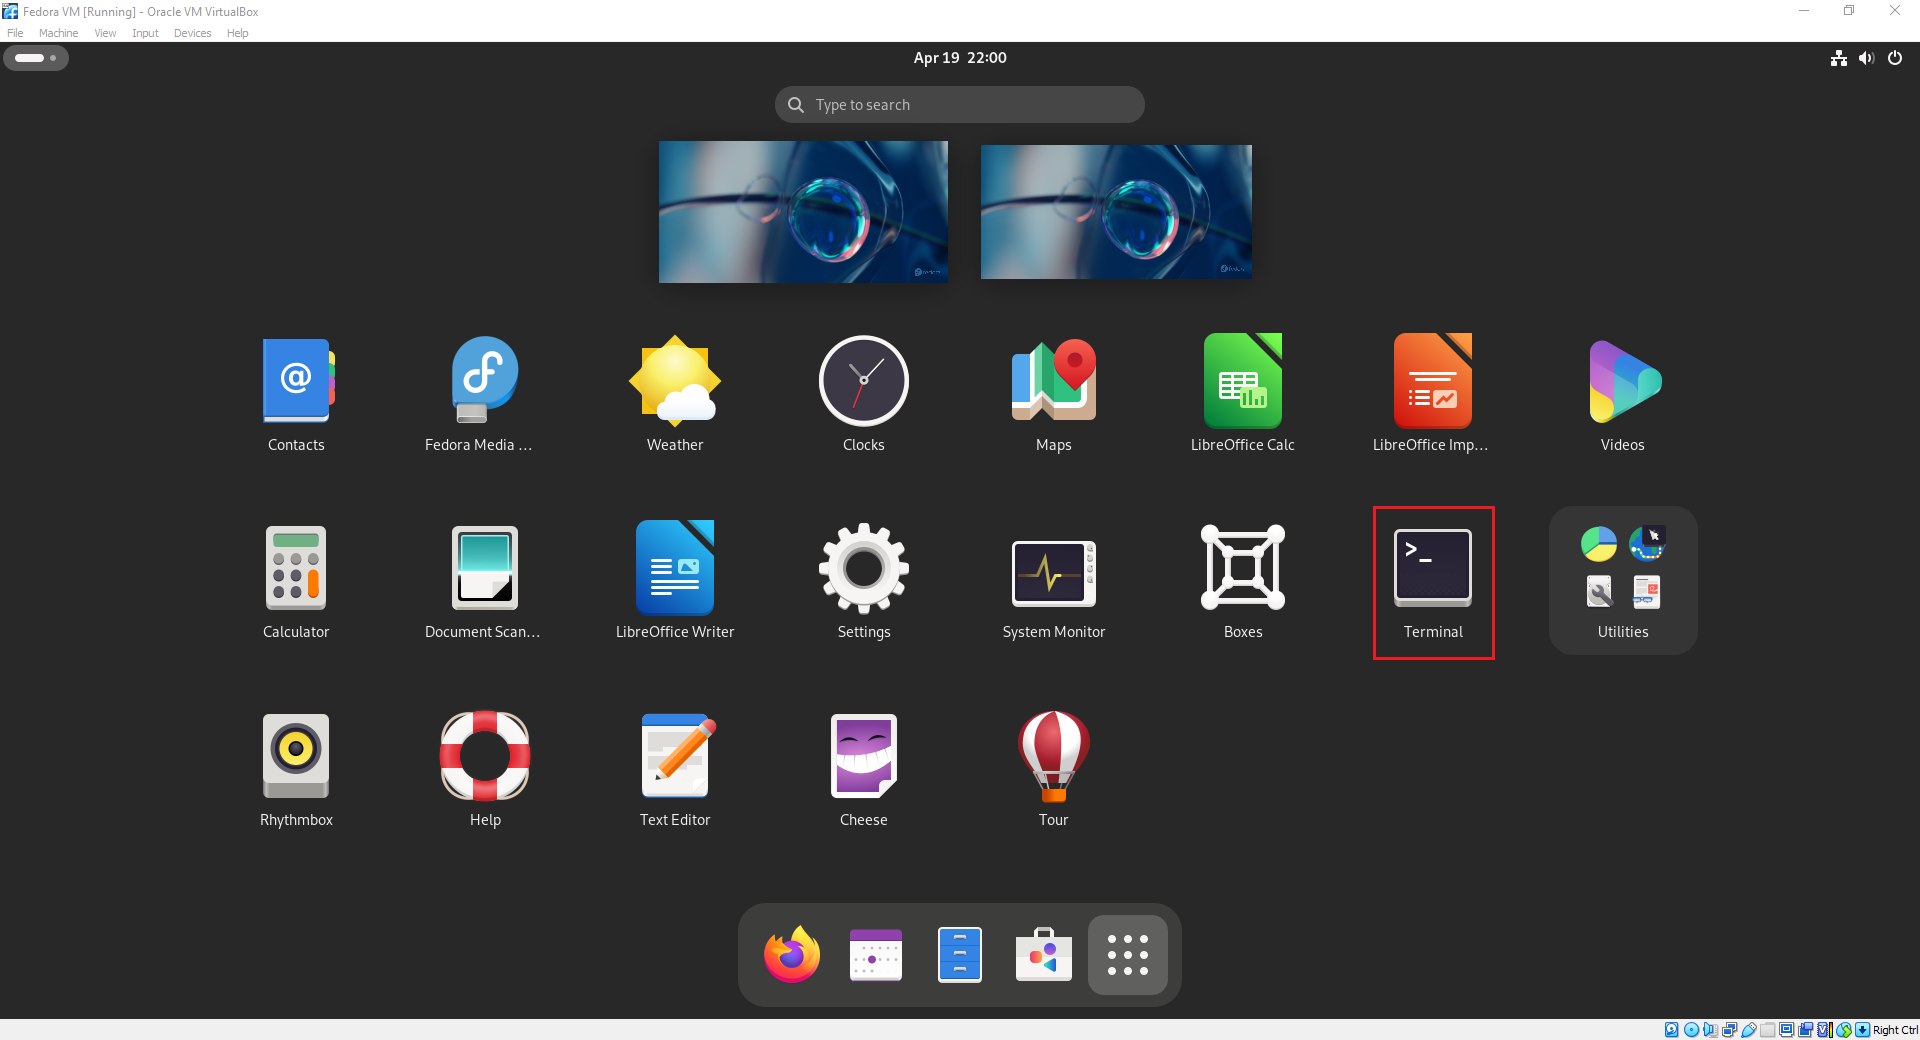 Fedora VM [Running] - Oracle VM VirtualBox
File Machine View Input Devices Help
Apr 19 22:00
Type to search
fedora
fedora
Contacts
Fedora Media ...
Weather
Clocks
Maps
LibreOffice Calc
LibreOffice Imp...
Videos
Calculator
Document Scan...
LibreOffice Writer
Settings
System Monitor
Boxes
>_
Terminal
Utilities
Rhythmbox
Help
Text Editor
Cheese
Tour
Right Ctrl